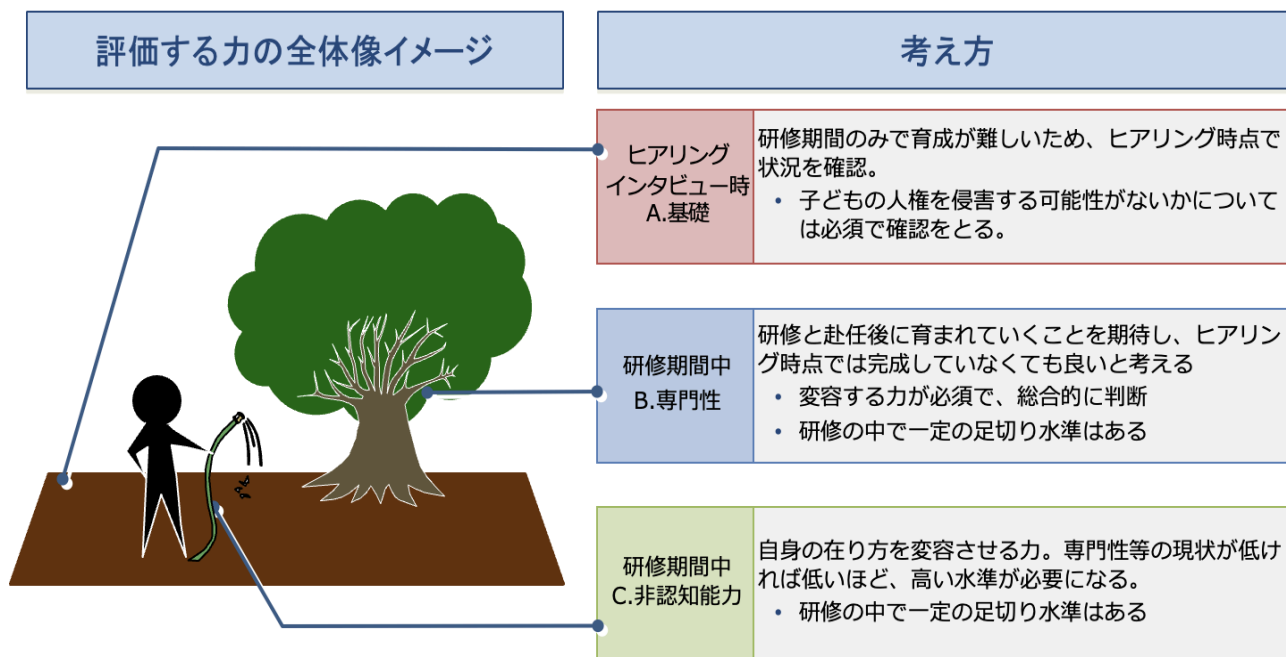 評価する力の全体像イメージ
考え方
ヒアリング
インタビュー時
A.基礎
研修期間のみで育成が難しいため、ヒアリング時点で
状況を確認。
• 子どもの人権を侵害する可能性がないかについて
は必須で確認をとる。
研修期間中
B.専門性
研修と赴任後に育まれていくことを期待し、ヒアリン
グ時点では完成していなくても良いと考える
• 変容する力が必須で、総合的に判断
• 研修の中で一定の足切り水準はある
研修期間中
C.非認知能力
自身の在り方を変容させる力。専門性等の現状が低け
れば低いほど、高い水準が必要になる。
• 研修の中で一定の足切り水準はある